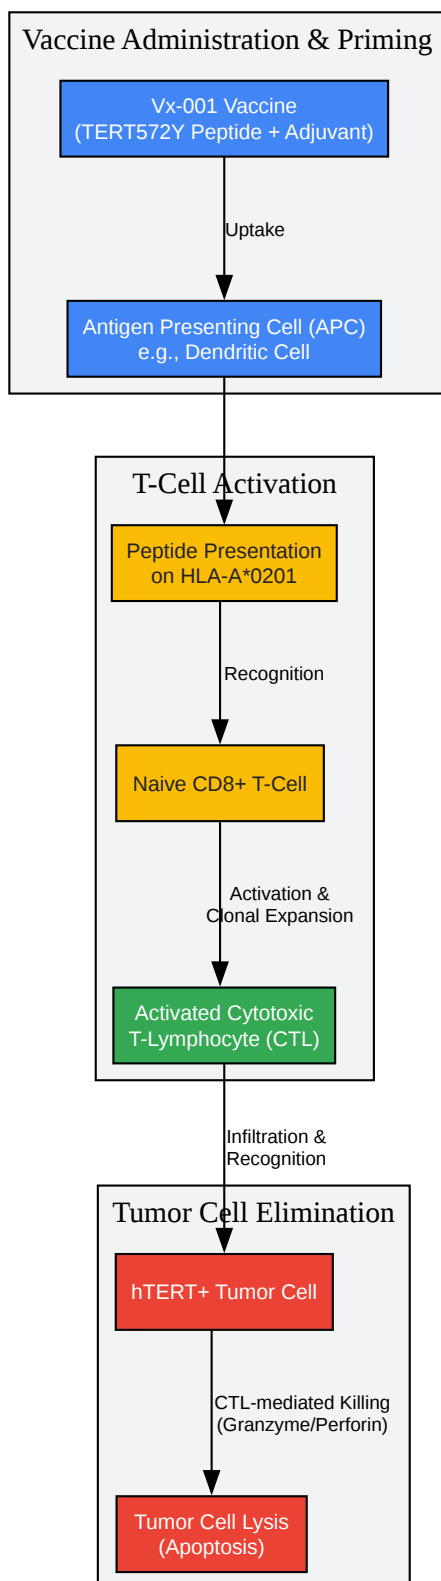 Vaccine Administration & Priming
Vx-001 Vaccine
(TERT572Y Peptide + Adjuvant)
Uptake
Antigen Presenting Cell (APC)
e.g., Dendritic Cell
T-Cell Activation
Peptide Presentation
on HLA-A*0201
Recognition
Naive CD8+ T-Cell
Activation &
Clonal Expansion
Activated Cytotoxic
T-Lymphocyte (CTL)
Infiltration &
Recognition
Tumor Cell Elimination
hTERT+ Tumor Cell
CTL-mediated Killing
(Granzyme/Perforin)
Tumor Cell Lysis
(Apoptosis)